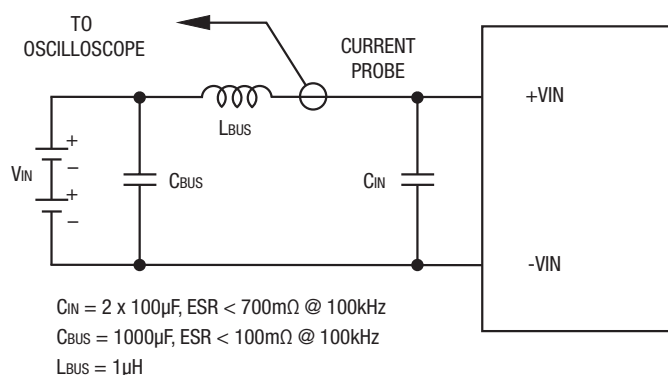 TO
OSCILLOSCOPE
CURRENT
PROBE
+VIN
LBUS
VIN
+
−
+
−
CBUS
CIN
-VIN
CIN = 2 x 100µF, ESR < 700mΩ @ 100kHz
CBUS = 1000µF, ESR < 100mΩ @ 100kHz
LBUS = 1µH